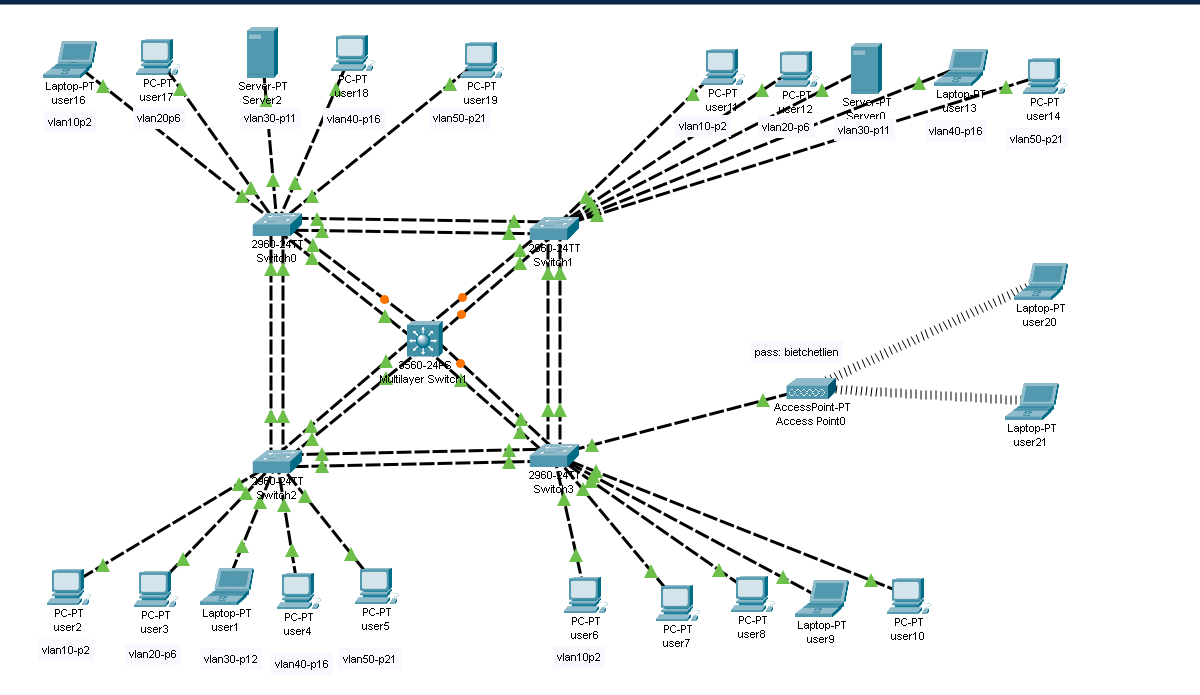 Laptop-PT
user16
vlan10p2
PC-PT
user17
vlan20p6
Server-PT
Server2
vlan30-p11
PC-PT
user18
vlan40-p16
PC-PT
user19
vlan50-p21
PC-PT
user11
vlan10-p2
PC-PT
user12
vlan20-p6
Server-PT
Server0
vlan30-p11
Laptop-PT
user13
vlan40-p16
PC-PT
user14
vlan50-p21
2960-24TT
Switch0
2960-24TT
Switch1
3560-24PS
Multilayer Switch1
Laptop-PT
user20
pass: bietchetlien
AccessPoint-PT
Access Point0
Laptop-PT
user21
2960-24TT
Switch2
2960-24TT
Switch3
PC-PT
user2
vlan10-p2
PC-PT
user3
vlan20-p6
Laptop-PT
user1
vlan30-p12
PC-PT
user4
vlan40-p16
PC-PT
user5
vlan50-p21
PC-PT
user6
vlan10p2
PC-PT
user7
PC-PT
user8
Laptop-PT
user9
PC-PT
user10